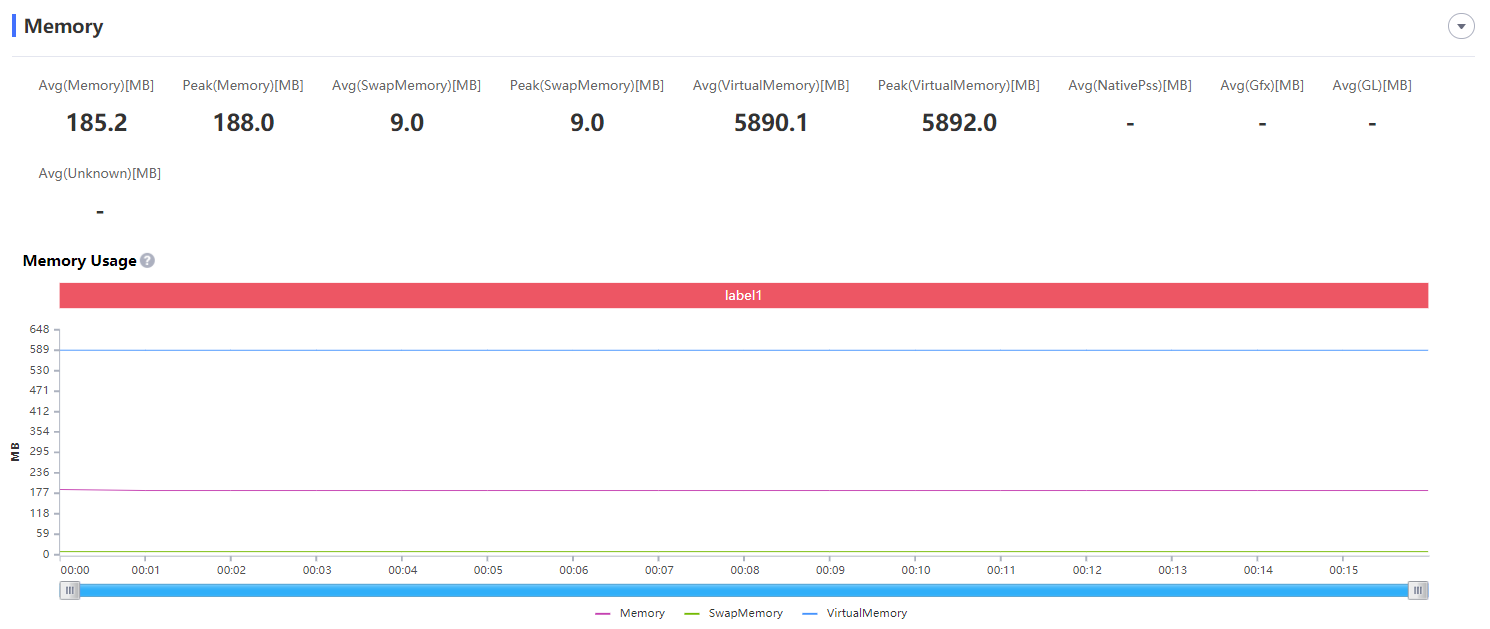 Memory
Avg(Memory)[MB] Peak(Memory)[MB] Avg(SwapMemory)[MB] Peak(SwapMemory)[MB] Avg(VirtualMemory)[MB] Peak(VirtualMemory)[MB] Avg(NativePss)[MB] Avg(Gfx)[MB] Avg(GL)[MB]
185.2 188.0 9.0 9.0 5890.1 5892.0 - - -
Avg(Unknown)[MB]
-
Memory Usage ?
label1
648
589
530
471
412
354
295
236
177
118
59
0
MB
00:00 00:01 00:02 00:03 00:04 00:05 00:06 00:07 00:08 00:09 00:10 00:11 00:12 00:13 00:14 00:15
Memory SwapMemory VirtualMemory